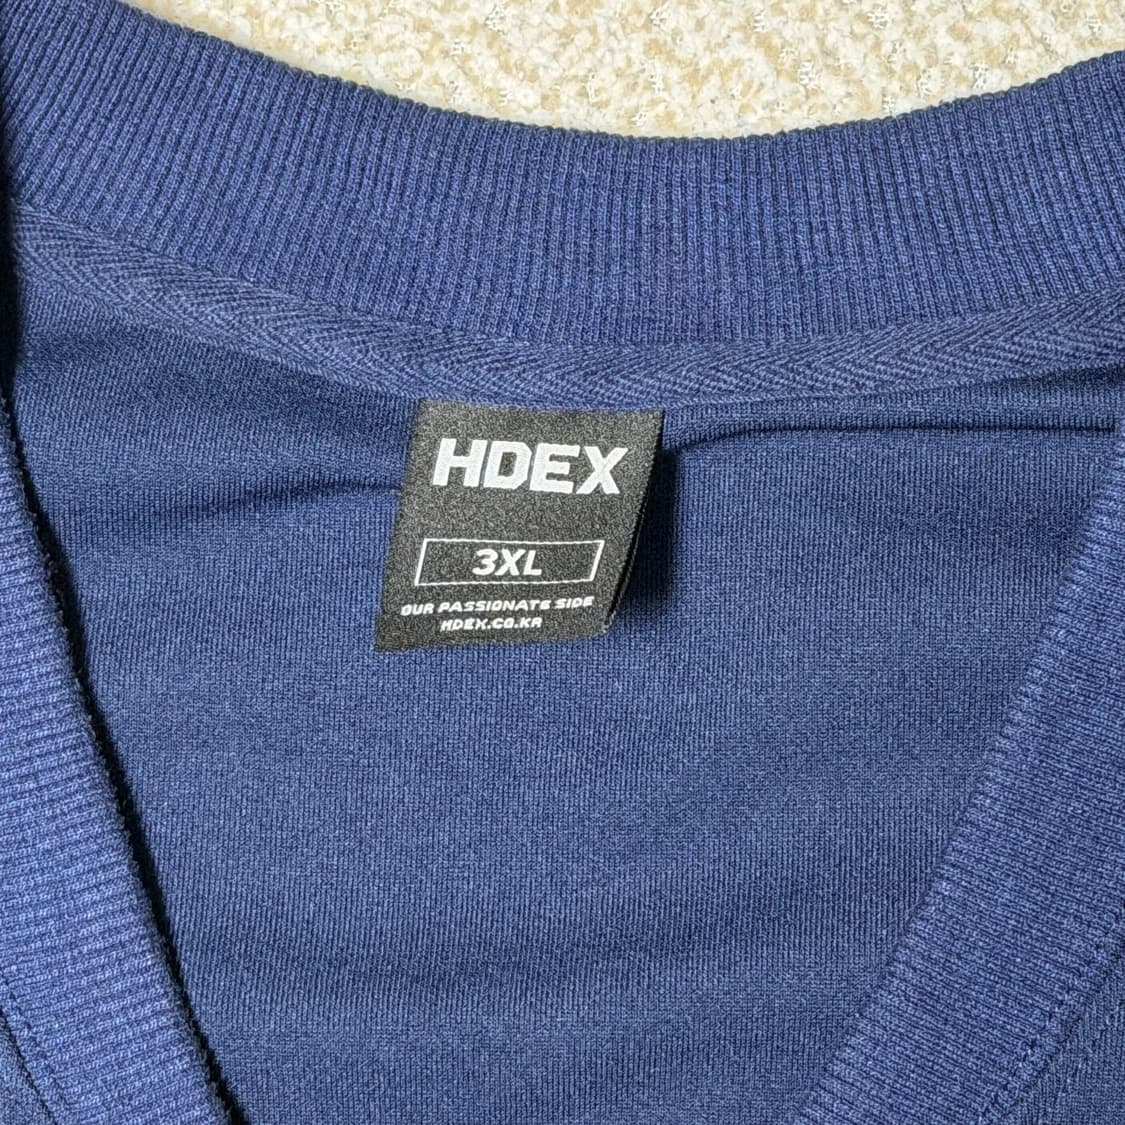 HDEX
3XL
OUR PASSIONATE SIDE
HDEX.CO.KR